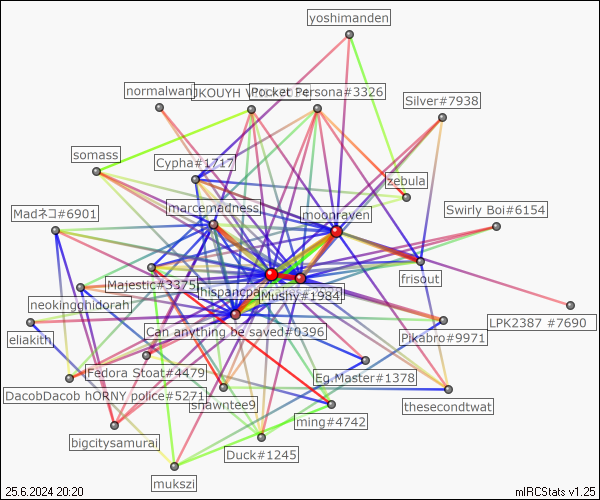 yoshimanden
normalwan
JKOUYH
Pocket Persona#3326
Silver#7938
somass
Cypha#1717
zebula
Madネコ#6901
marcemadness
moonraven
Swirly Boi#6154
frisout
Majestic#3375
hispancpa
Mushy#1984
neokingghidorah
LPK2387 #7690
eliakith
Can anything be saved#0396
Pikabro#9971
Fedora Stoat#4479
Eg.Master#1378
DacobDacob hORNY police#5271
shawntee9
thesecondtwat
ming#4742
bigcitysamurai
Duck#1245
mukszi
25.6.2024 20:20
mIRCStats v1.25